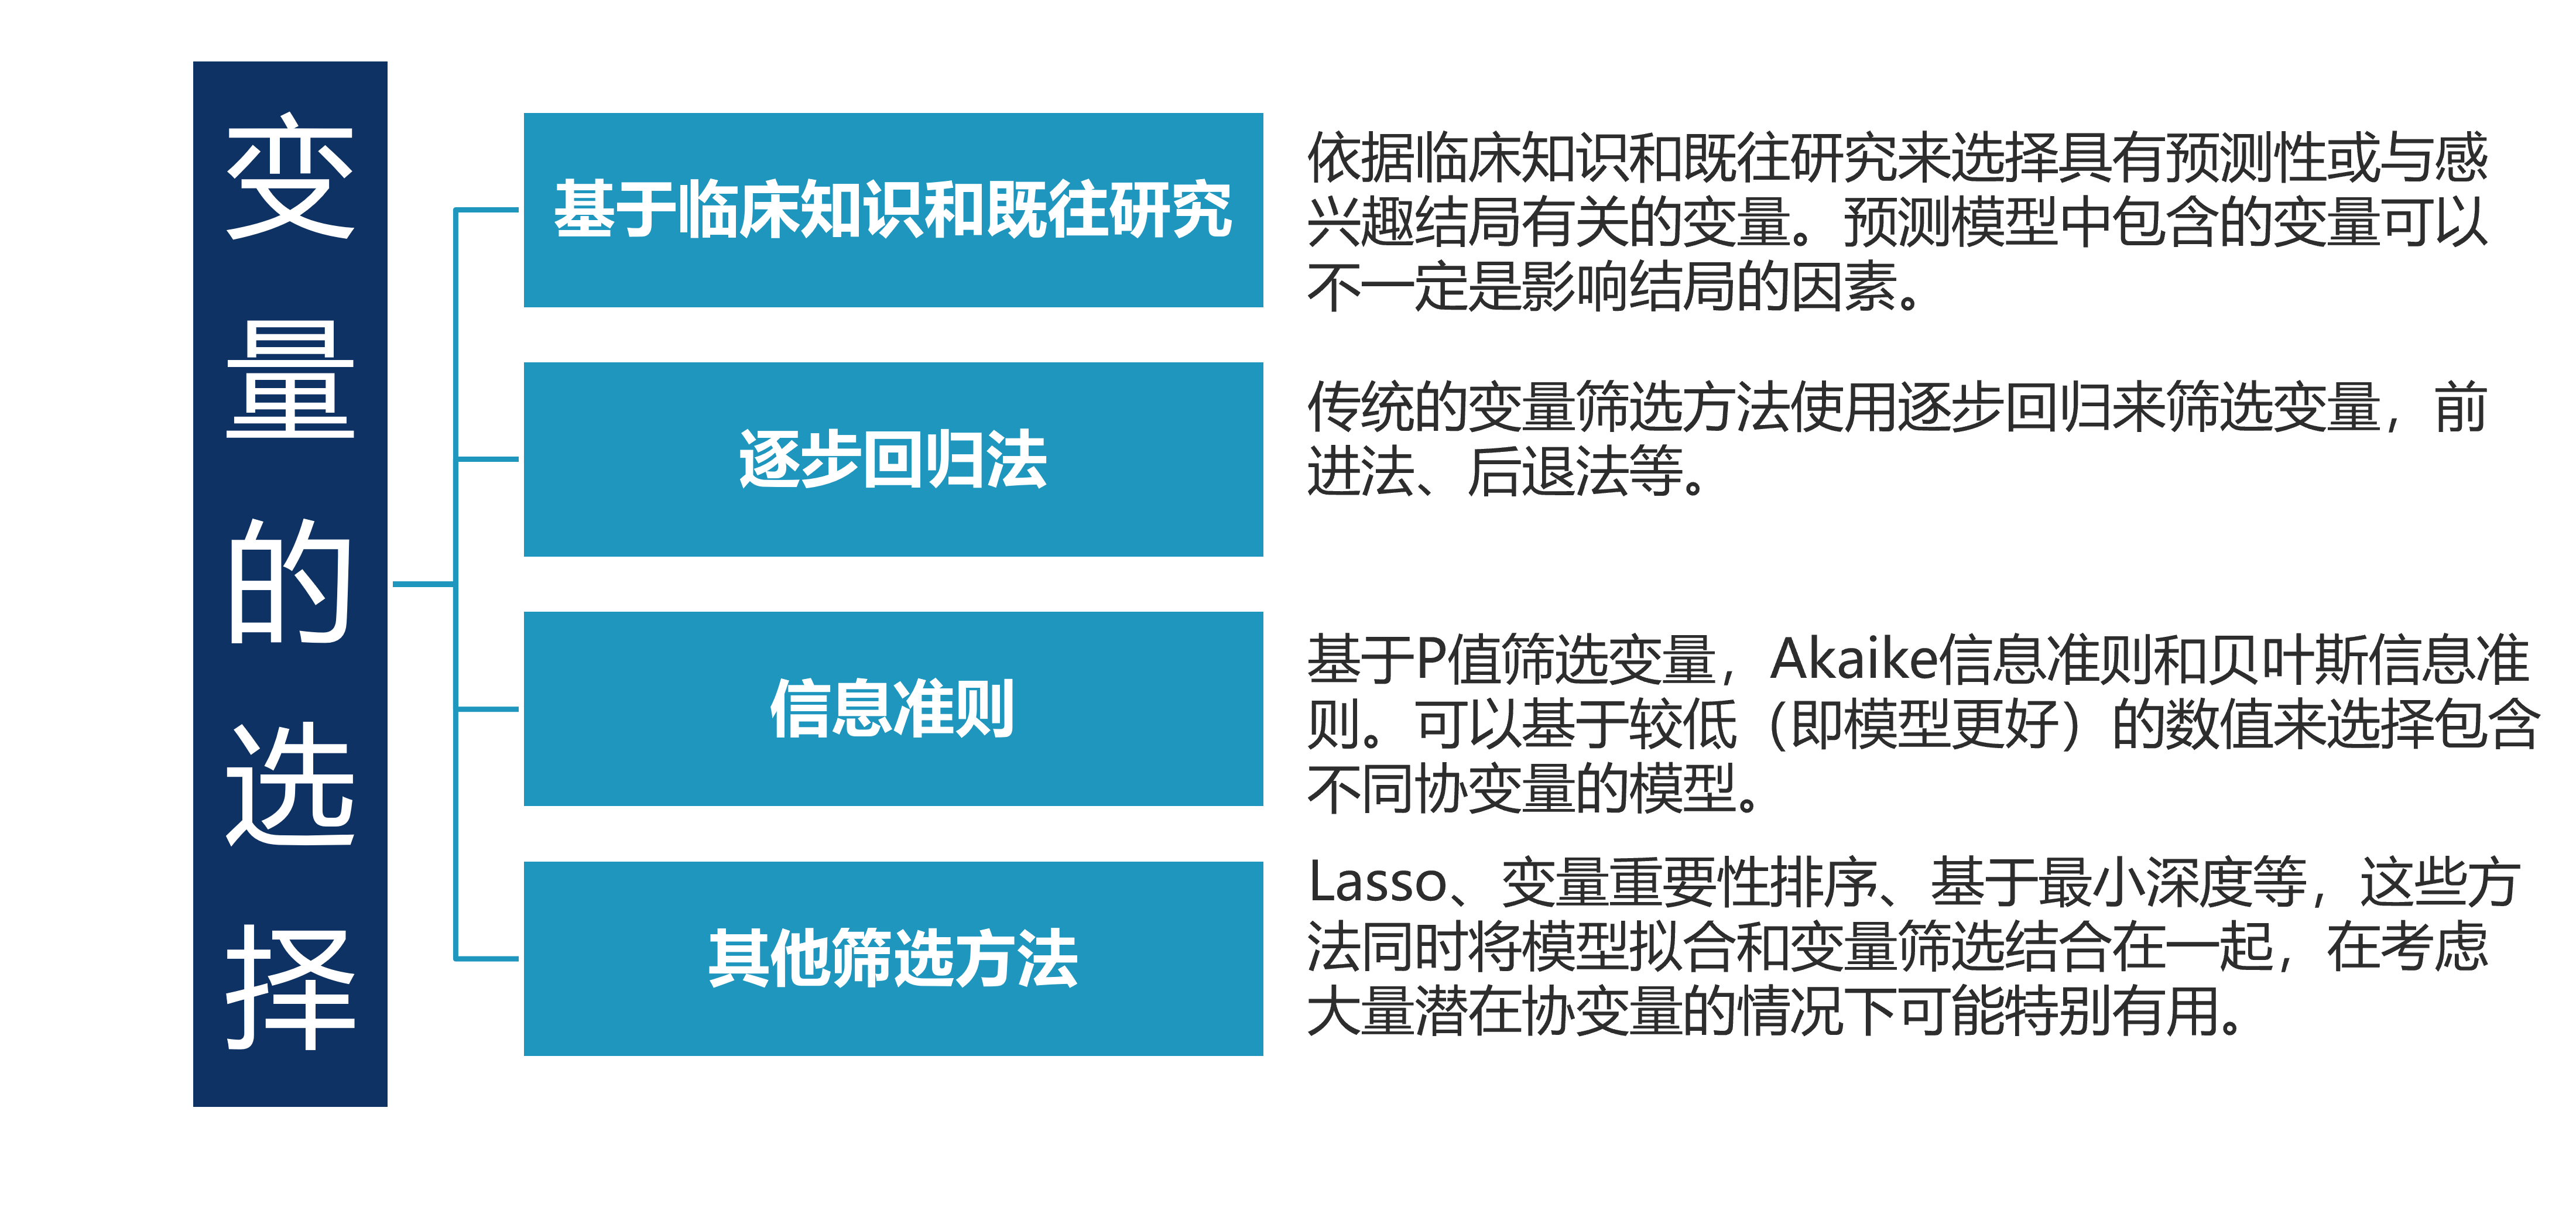 变量的选择
基于临床知识和既往研究
依据临床知识和既往研究来选择具有预测性或与感
兴趣结局有关的变量。预测模型中包含的变量可以
不一定是影响结局的因素。
逐步回归法
传统的变量筛选方法使用逐步回归来筛选变量，前
进法、后退法等。
信息准则
基于P值筛选变量，Akaike信息准则和贝叶斯信息准
则。可以基于较低（即模型更好）的数值来选择包含
不同协变量的模型。
其他筛选方法
Lasso、变量重要性排序、基于最小深度等，这些方
法同时将模型拟合和变量筛选结合在一起，在考虑
大量潜在协变量的情况下可能特别有用。